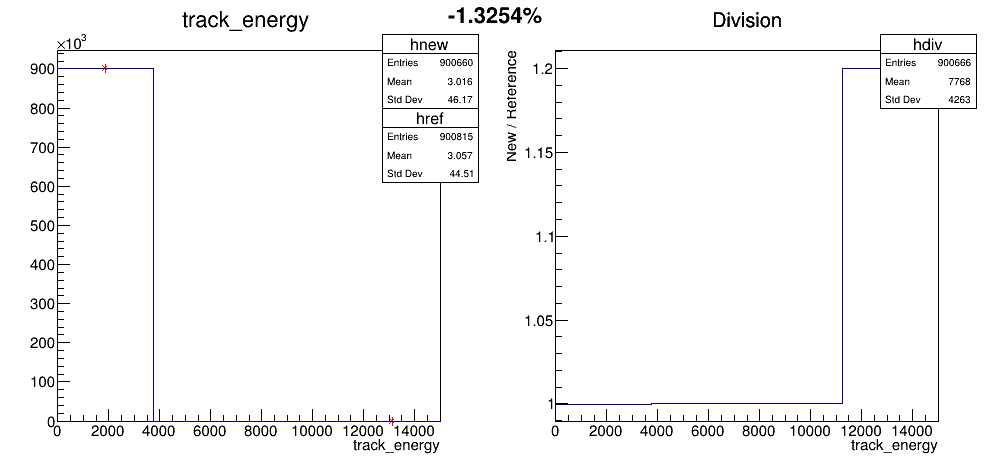 -1.3254%
track_energy
×10³
900
800
700
600
500
400
300
200
100
0
0 2000 4000 6000 8000 10000 12000 14000
track_energy
hnew
Entries 900660
Mean 3.016
Std Dev 46.17
href
Entries 900815
Mean 3.057
Std Dev 44.51
Division
New / Reference
1.2
1.15
1.1
1.05
1
0 2000 4000 6000 8000 10000 12000 14000
track_energy
hdiv
Entries 900666
Mean 7768
Std Dev 4263